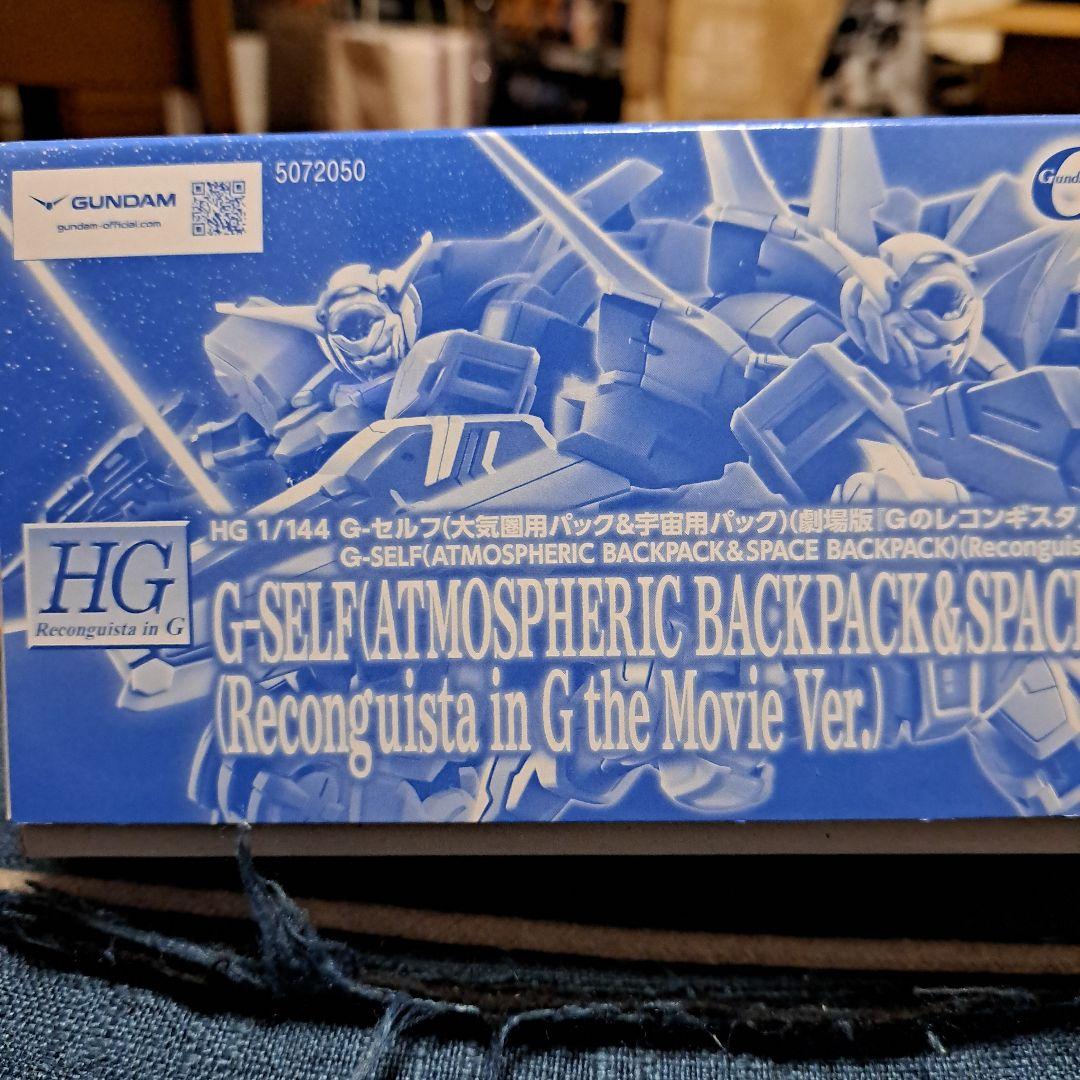 GUNDAM
gundam-official.com
5072050
HG 1/144 G-セルフ(大気圏用パック&宇宙用パック)(劇場版『Gのレコンギスタ
G-SELF(ATMOSPHERIC BACKPACK&SPACE BACKPACK)(Reconguis
HG
Reconguista in G
G-SELF(ATMOSPHERIC BACKPACK&SPAC
(Reconguista in G the Movie Ver.)